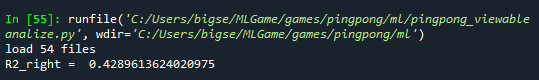 In [55]: runfile('C:/Users/bigse/MLGame/games/pingpong/ml/pingpong_viewable
analize.py', wdir='C:/Users/bigse/MLGame/games/pingpong/ml')
load 54 files
R2_right =  0.4289613624020975